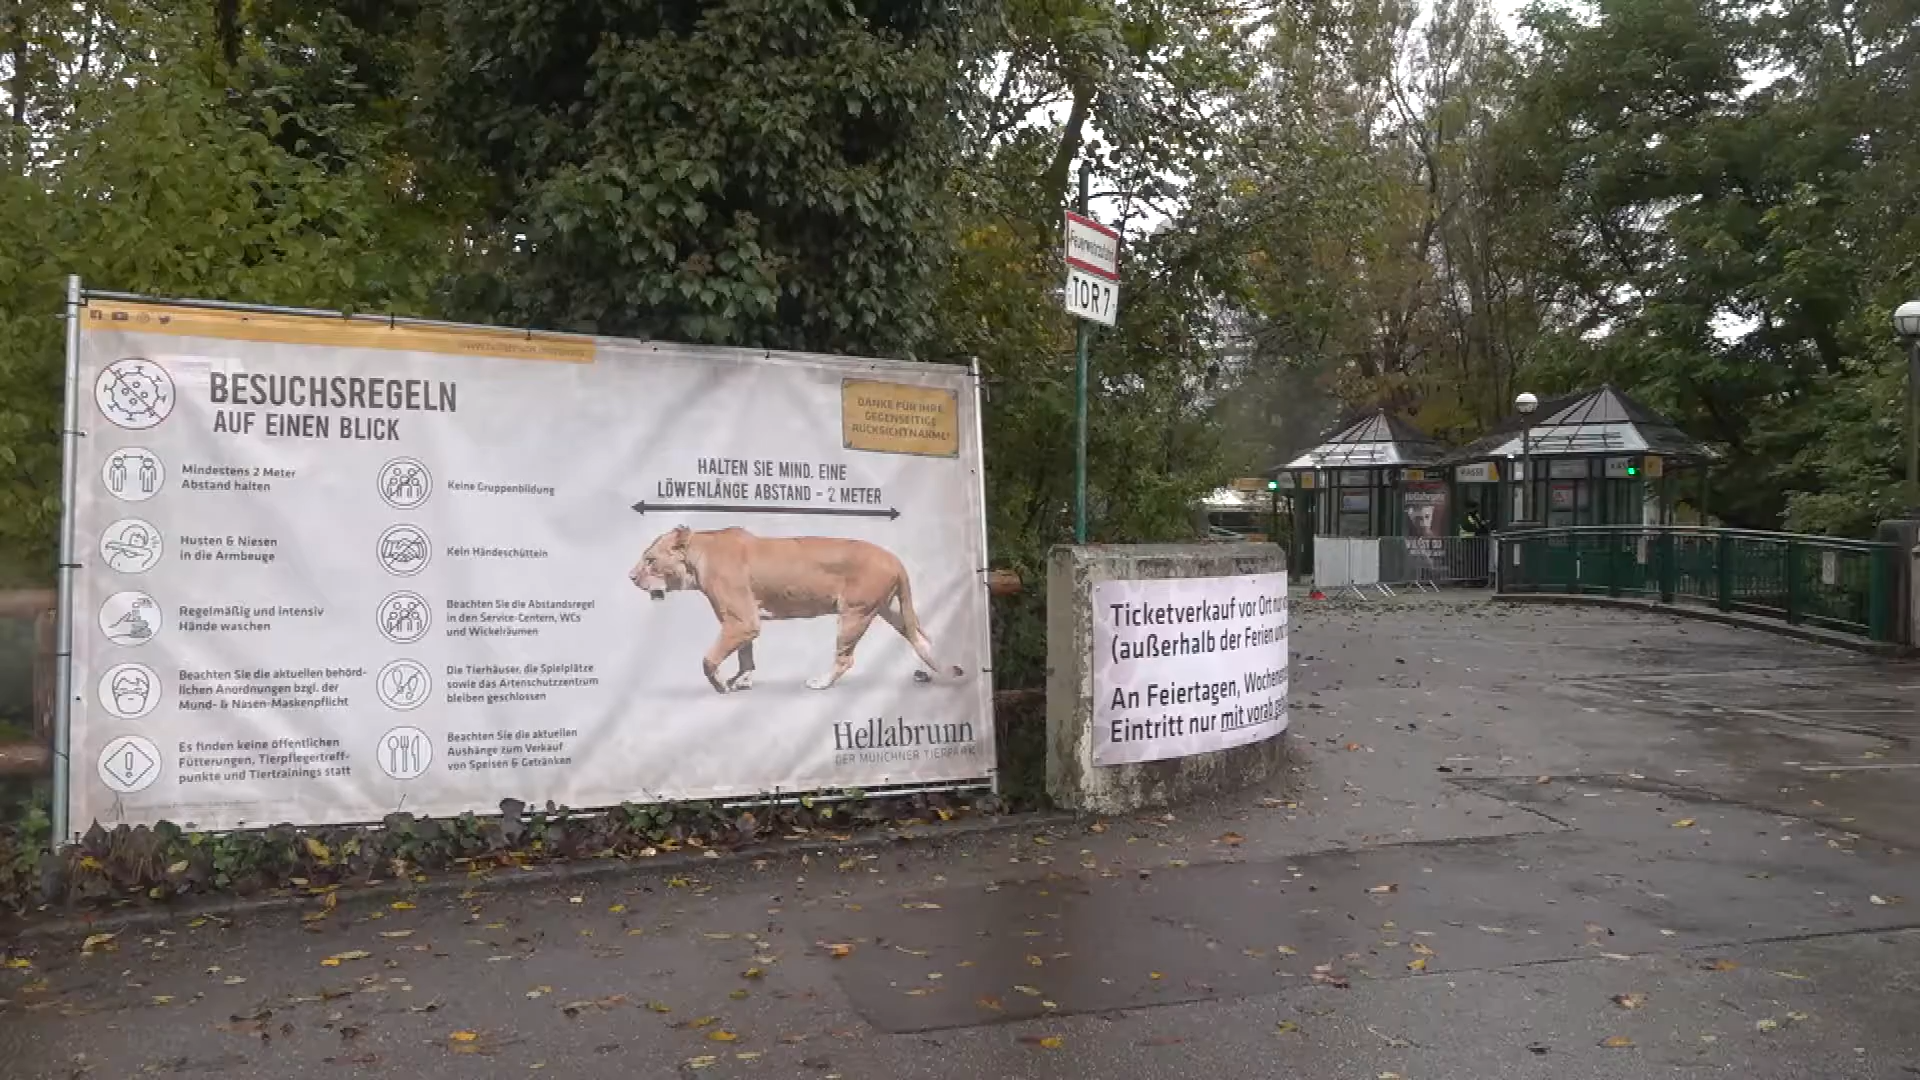 BESUCHSREGELN
AUF EINEN BLICK
Mindestens 2 Meter
Abstand halten
Husten & Niesen
in die Armbeuge
Regelmäßig und intensiv
Hände waschen
Beachten Sie die aktuellen behörd-
lichen Anordnungen bzgl. der
Mund- & Nasen-Maskenpflicht
Es finden keine öffentlichen
Fütterungen, Tierpflegertreff-
punkte und Tiertrainings statt
Keine Gruppenbildung
Kein Händeschütteln
Beachten Sie die Abstandsregel
in den Service-Centern, WCs
und Wickelräumen
Die Tierhäuser, die Spielplätze
sowie das Artenschutzzentrum
bleiben geschlossen
Beachten Sie die aktuellen
Aushänge zum Verkauf
von Speisen & Getränken
DANKE FÜR IHRE
GEGENSEITIGE
RÜCKSICHTNAHME!
HALTEN SIE MIND. EINE
LÖWENLÄNGE ABSTAND - 2 METER
Hellabrunn
DER MÜNCHNER TIERPARK
Feuerwehrzufahrt
TOR 7
Ticketverkauf vor Ort nur
(außerhalb der Ferien und
An Feiertagen, Wochenen
Eintritt nur mit vorab
KASSE
Hellabrunn